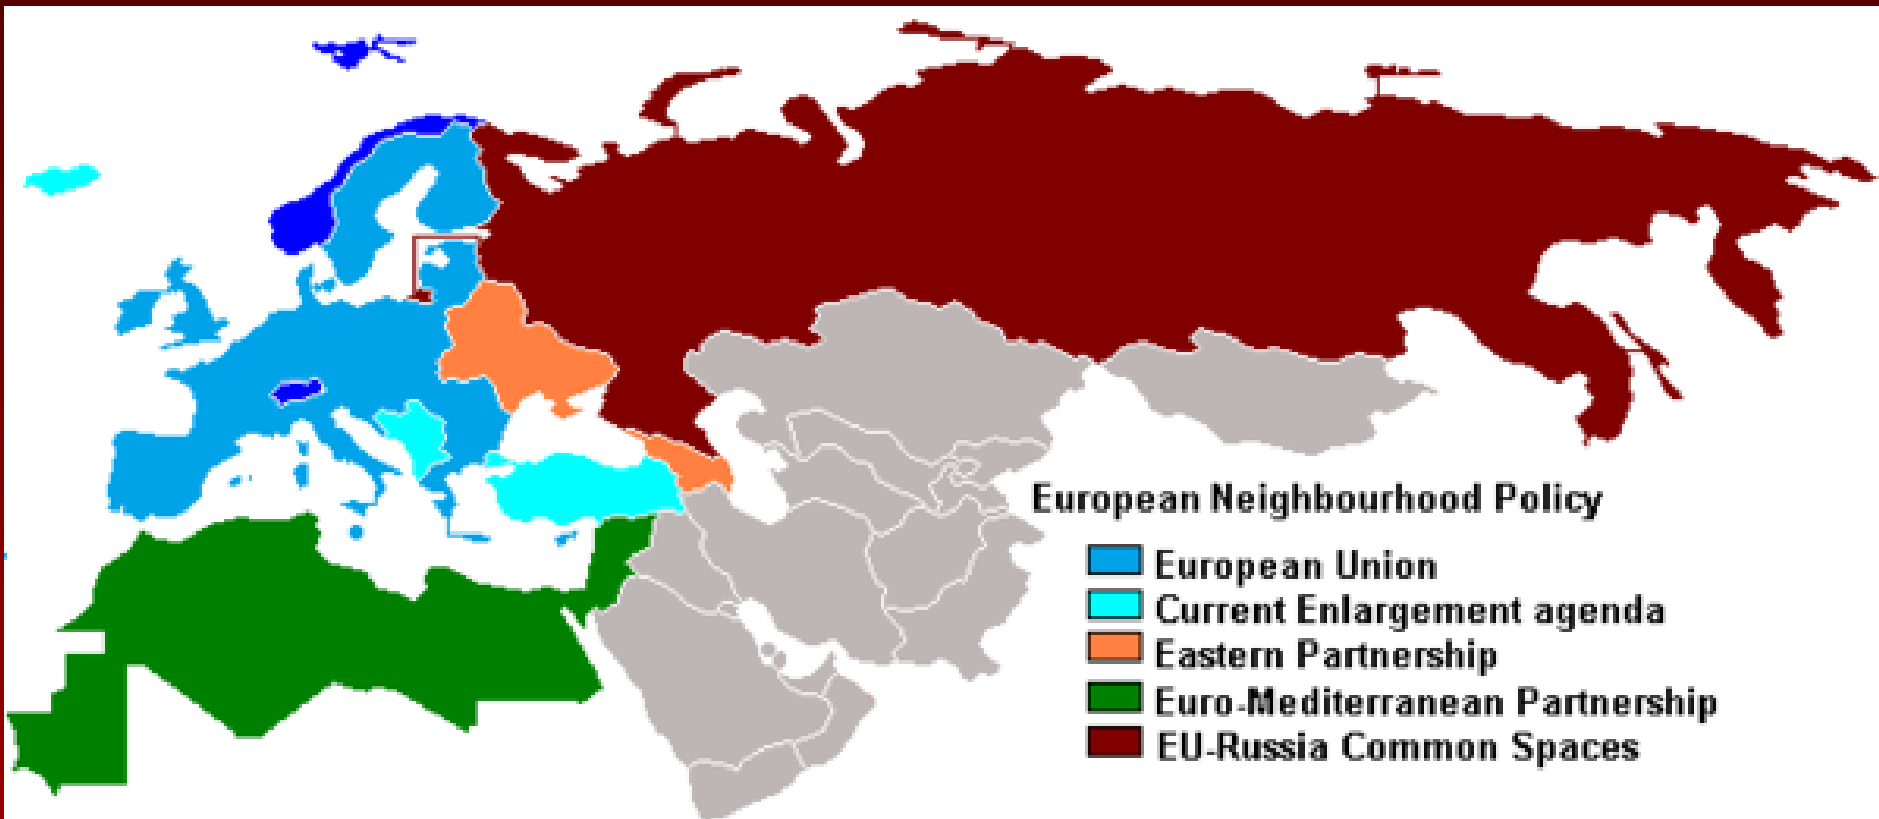 European Neighbourhood Policy
European Union
Current Enlargement agenda
Eastern Partnership
Euro-Mediterranean Partnership
EU-Russia Common Spaces